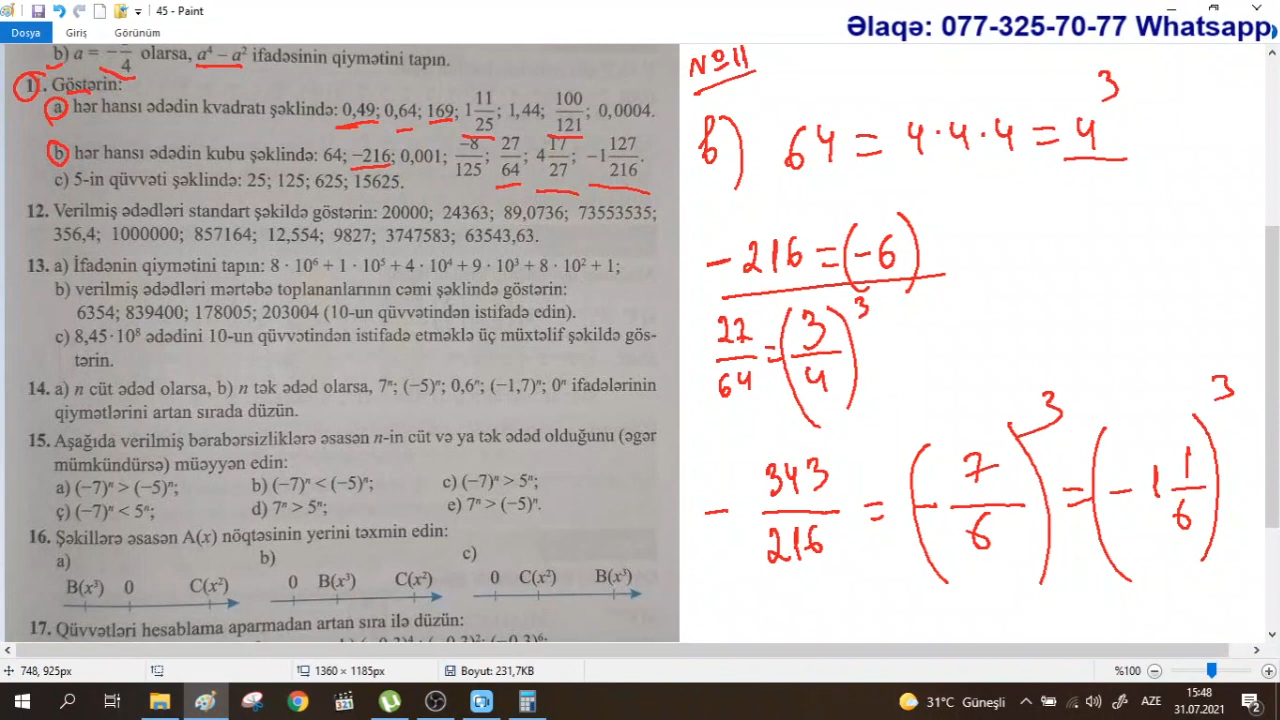 45 - Paint
Əlaqə: 077-325-70-77 Whatsapp
Dosya Giriş Görünüm
b) a = olarsa, a⁴ – a² ifadəsinin qiymətini tapın.
11. Göstərin:
a) hər hansı ədədin kvadratı şəklində: 0,49; 0,64; 169; 1 11/25; 1,44; 100/121; 0,0004.
b) hər hansı ədədin kubu şəklində: 64; –216; 0,001; –8/125; 27/64; 4 17/27; –1 127/216.
c) 5-in qüvvəti şəklində: 25; 125; 625; 15625.
12. Verilmiş ədədləri standart şəkildə göstərin: 20000; 24363; 89,0736; 73553535;
356,4; 1000000; 857164; 12,554; 9827; 3747583; 63543,63.
13. a) İfadənin qiymətini tapın: 8 · 10⁶ + 1 · 10⁵ + 4 · 10⁴ + 9 · 10³ + 8 · 10² + 1;
b) verilmiş ədədləri mərtəbə toplananlarının cəmi şəklində göstərin:
6354; 839400; 178005; 203004 (10-un qüvvətindən istifadə edin).
c) 8,45·10⁸ ədədini 10-un qüvvətindən istifadə etməklə üç müxtəlif şəkildə gös-
tərin.
14. a) n cüt ədəd olarsa, b) n tək ədəd olarsa, 7ⁿ; (–5)ⁿ; 0,6ⁿ; (–1,7)ⁿ; 0ⁿ ifadələrinin
qiymətlərini artan sırada düzün.
15. Aşağıda verilmiş bərabərsizliklərə əsasən n-in cüt və ya tək ədəd olduğunu (əgər
mümkündürsə) müəyyən edin:
a) (–7)ⁿ > (–5)ⁿ; b) (–7)ⁿ < (–5)ⁿ; c) (–7)ⁿ > 5ⁿ;
ç) (–7)ⁿ < 5ⁿ; d) 7ⁿ > 5ⁿ; e) 7ⁿ > (–5)ⁿ.
16. Şəkillərə əsasən A(x) nöqtəsinin yerini təxmin edin:
a) b) c)
B(x³) 0 C(x²) 0 B(x³) C(x²) 0 C(x²) B(x³)
17. Qüvvətləri hesablama aparmadan artan sıra ilə düzün:
№11
b) 64 = 4·4·4 = 4³
–216 = (–6)³
27/64 = (3/4)³
– 343/216 = (– 7/6)³ = (– 1 1/6)³
748, 925px 1360 × 1185px Boyut: 231,7KB %100
31°C Güneşli AZE 15:48
31.07.2021 2